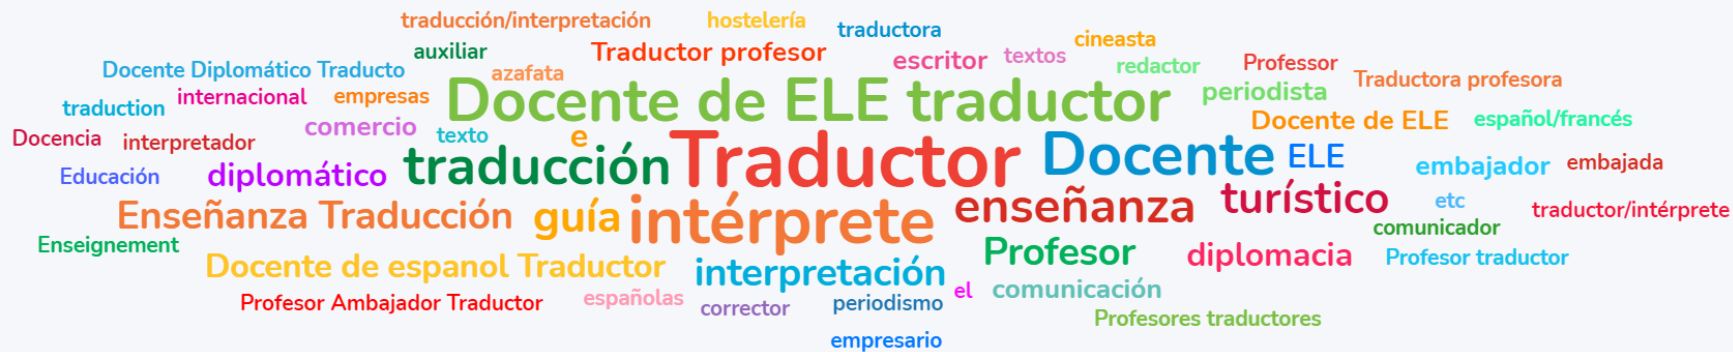 traducción/interpretación
hostelería
traductora
cineasta
auxiliar
Traductor profesor
escritor
textos
redactor
Professor
Docente Diplomático Traducto
azafata
Traductora profesora
traduction
internacional
empresas
Docente de ELE traductor
periodista
Docencia
interpretador
comercio
texto
e
Docente de ELE
español/francés
Educación
diplomático
traducción
Traductor
Docente
ELE
embajador
embajada
Enseñanza Traducción
guía
intérprete
enseñanza
turístico
etc
traductor/intérprete
Enseignement
comunicador
Profesor
diplomacia
Profesor traductor
Docente de espanol Traductor
interpretación
Profesor Ambajador Traductor
españolas
corrector
periodismo
el
comunicación
Profesores traductores
empresario